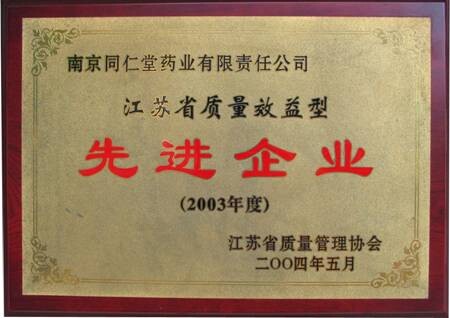 南京同仁堂药业有限责任公司
江苏省质量效益型
先进企业
(2003年度)
江苏省质量管理协会
二〇〇四年五月